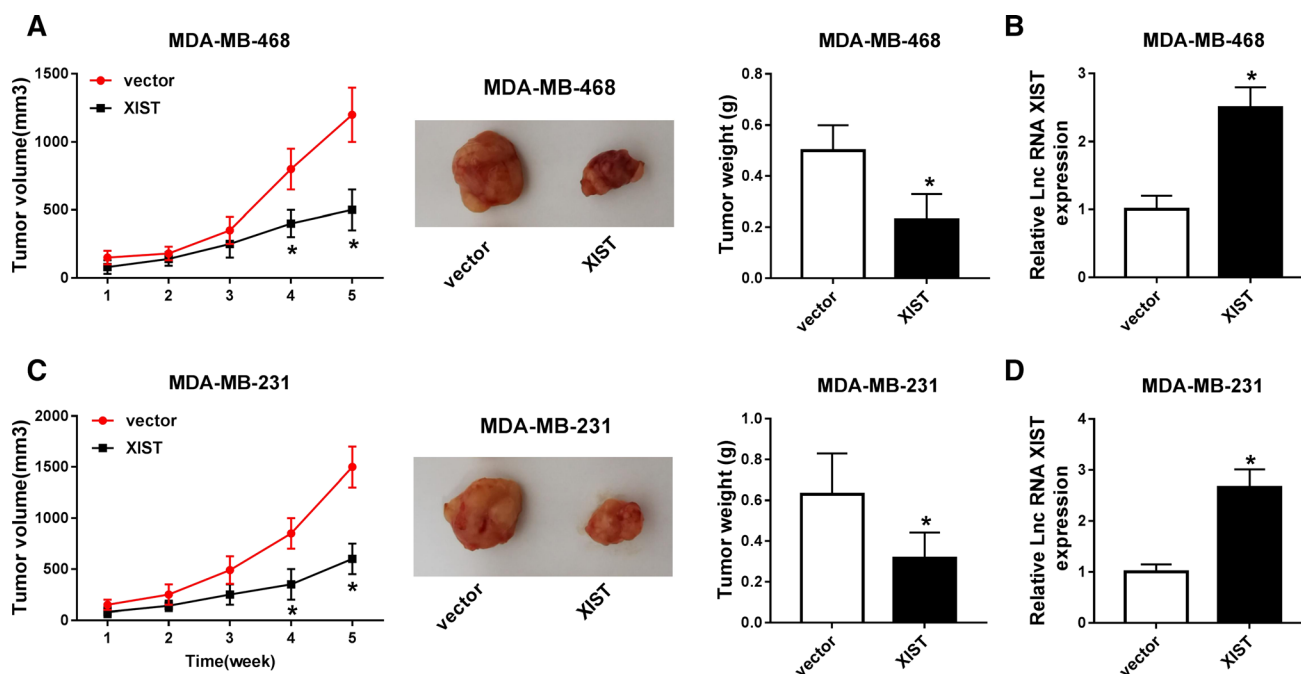 A
MDA-MB-468
Tumor volume(mm3)
1500
1000
500
0
vector
XIST
*
*
1 2 3 4 5
MDA-MB-468
vector
XIST
MDA-MB-468
Tumor weight (g)
0.8
0.6
0.4
0.2
0.0
*
vector
XIST
B
MDA-MB-468
Relative Lnc RNA XIST
expression
3
2
1
0
*
vector
XIST
C
MDA-MB-231
Tumor volume(mm3)
2000
1500
1000
500
0
vector
XIST
*
*
1 2 3 4 5
Time(week)
MDA-MB-231
vector
XIST
MDA-MB-231
Tumor weight (g)
1.0
0.8
0.6
0.4
0.2
0.0
*
vector
XIST
D
MDA-MB-231
Relative Lnc RNA XIST
expression
4
3
2
1
0
*
vector
XIST